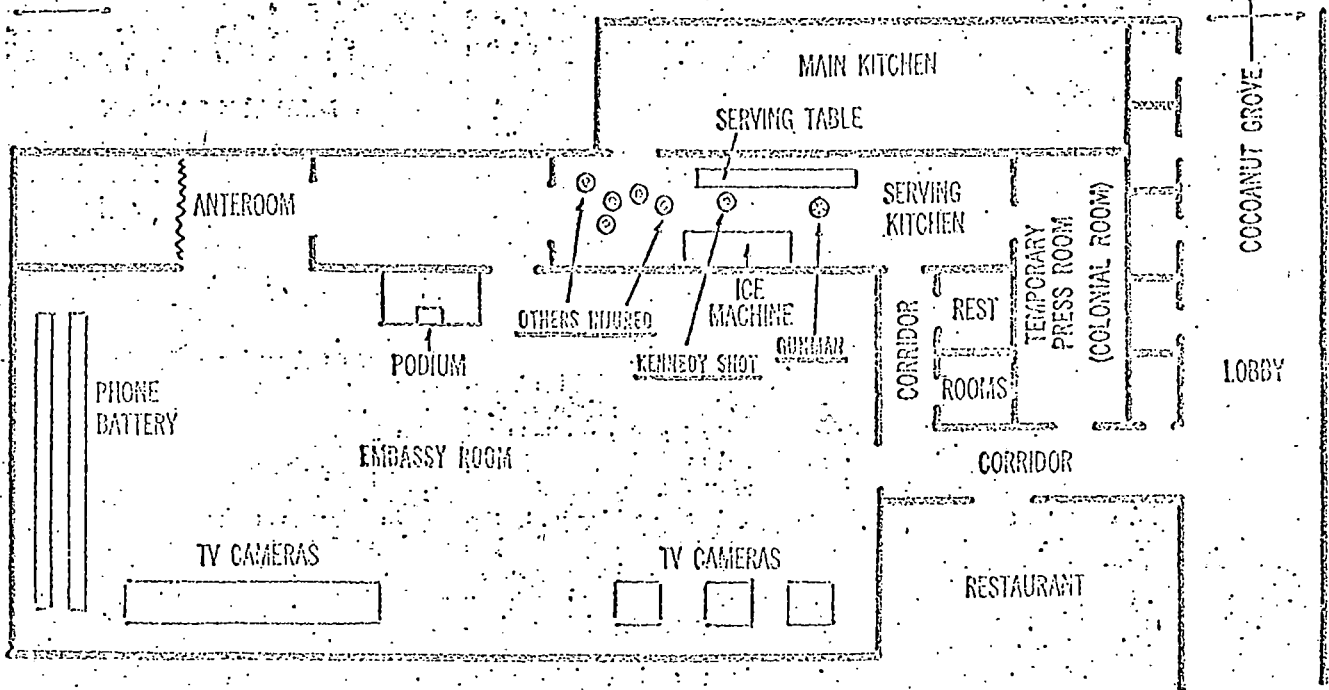 MAIN KITCHEN
SERVING TABLE
COCOANUT GROVE
ANTEROOM
SERVING
KITCHEN
TEMPORARY
PRESS ROOM
(COLONIAL ROOM)
OTHERS INJURED
ICE
MACHINE
KENNEDY SHOT
GUNMAN
PODIUM
CORRIDOR
REST
ROOMS
LOBBY
PHONE
BATTERY
EMBASSY ROOM
CORRIDOR
TV CAMERAS
TV CAMERAS
RESTAURANT